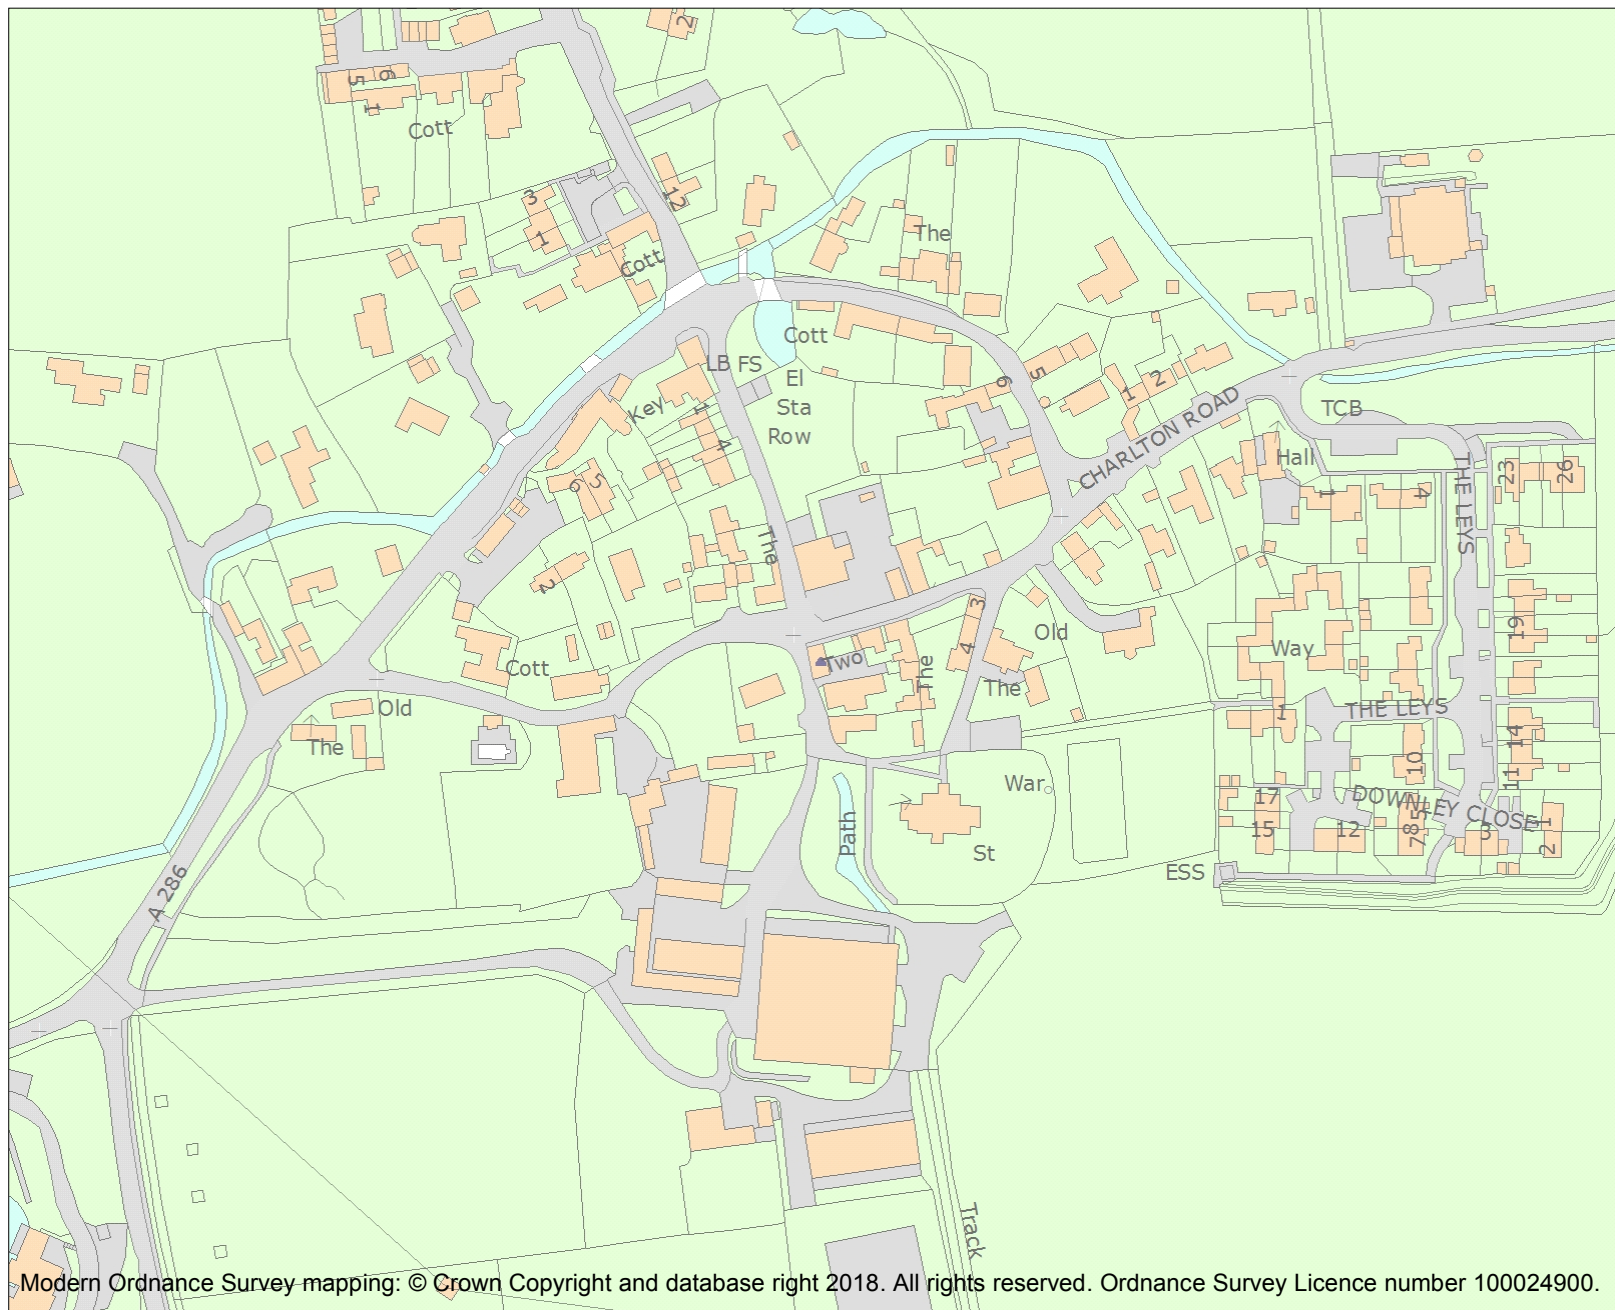 2
5
6
1
Cott
3
1
12
Cott
The
Cott
LB FS
El
Sta
Row
Key
1
4
6
5
6
5
1
2
CHARLTON ROAD
TCB
Hall
1
4
THE LEYS
23
26
The
2
3
4
Old
Two
The
The
Way
19
Cott
Old
The
THE LEYS
1
14
10
11
War
Path
St
DOWNLEY CLOSE
17
15
12
5
7
8
3
1
2
ESS
A 286
Track
Modern Ordnance Survey mapping: © Crown Copyright and database right 2018. All rights reserved. Ordnance Survey Licence number 100024900.